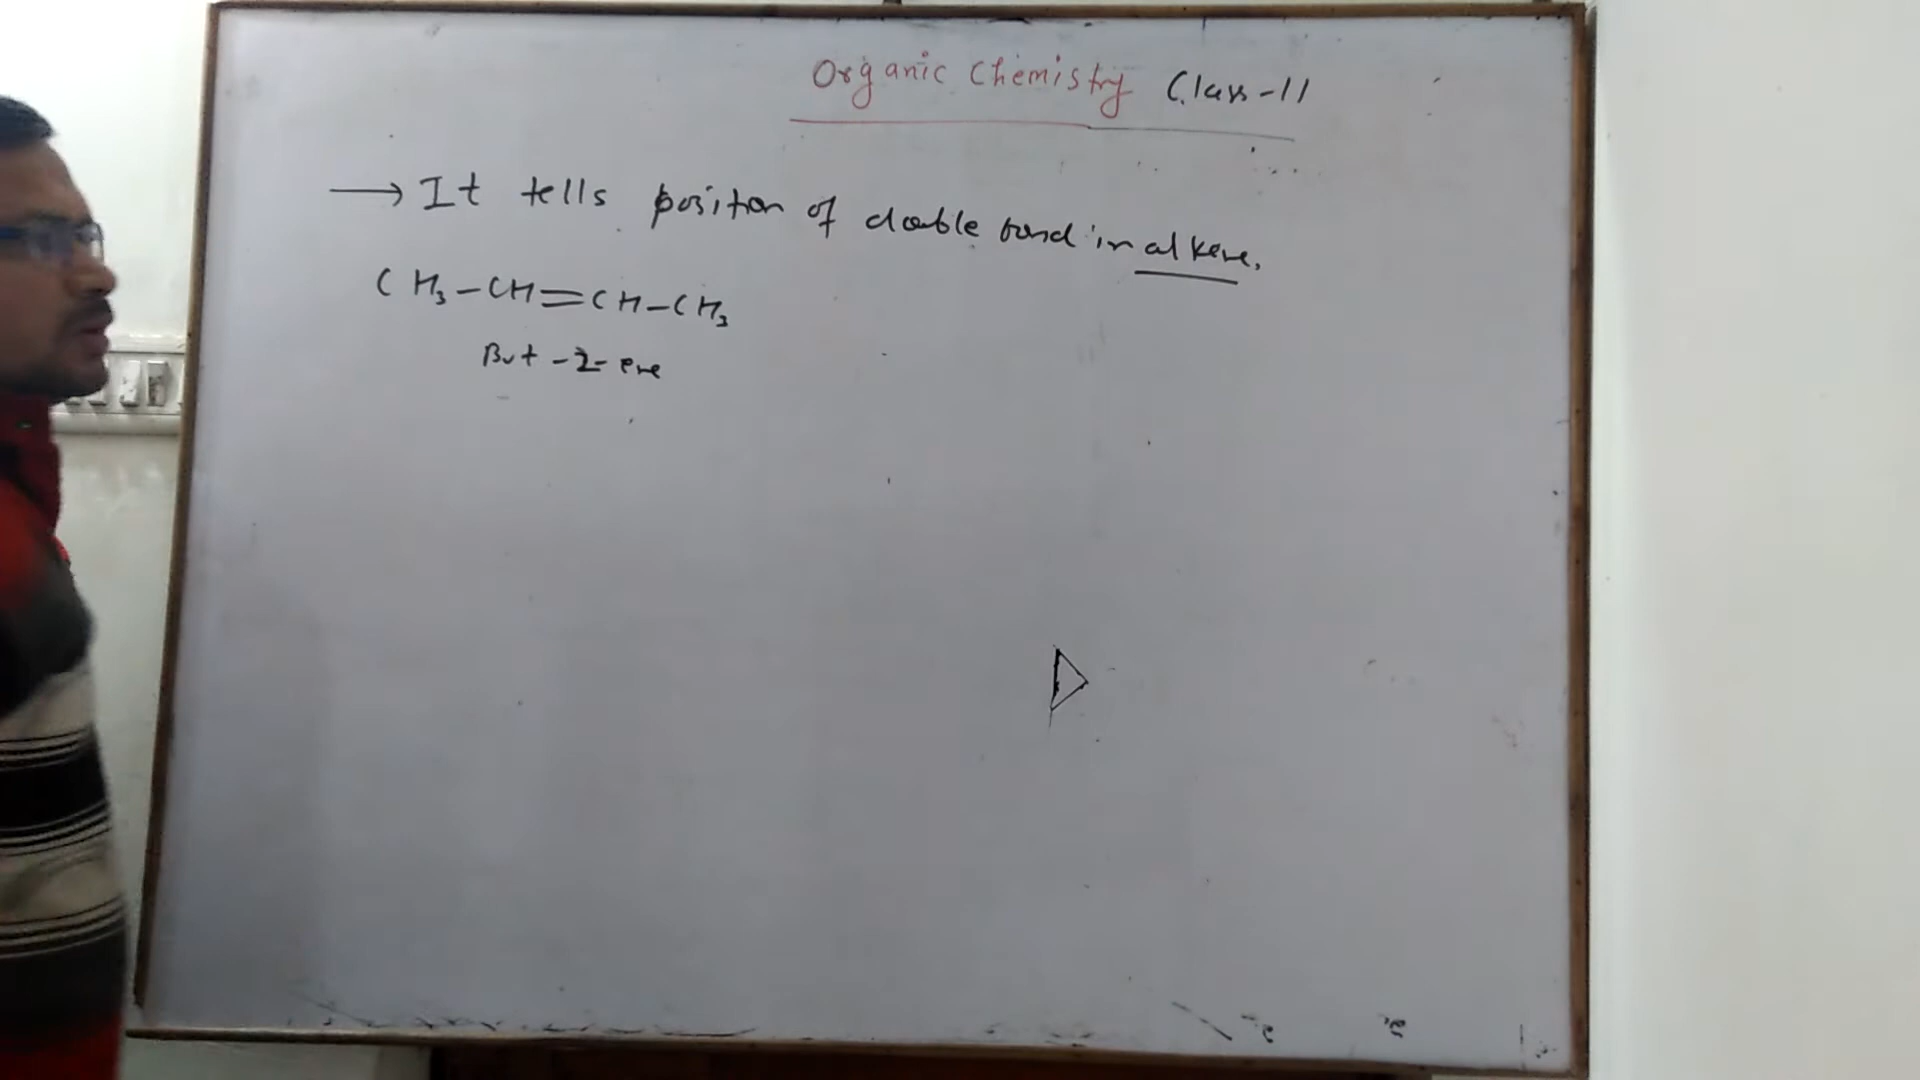 Organic Chemistry Class-11
→ It tells position of double bond in alkene.
CH₃-CH=CH-CH₃
But-2-ene